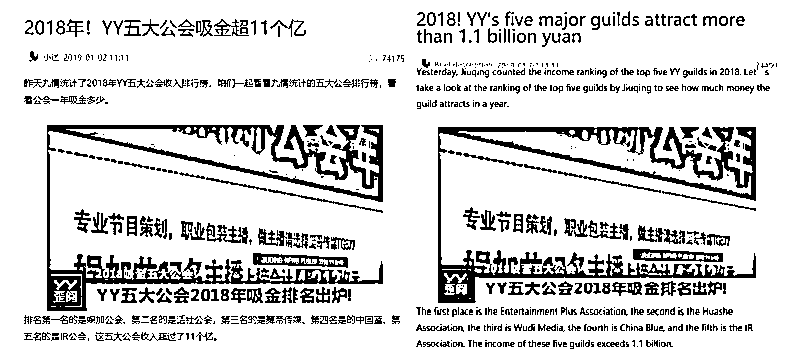 2018年！YY五大公会吸金超11个亿
2019-01-02 11:11
74175
昨天九情统计了2018年YY五大公会收入排行榜，咱们一起看看九情统计的五大公会排行榜，看
看公会一年吸金多少。
公会年
专业节目策划，职业包装主播，做主播请选择
YY五大公会2018年吸金排名出炉!
排名第一名的是娱加公会、第二名的是话社公会，第三名的是舞帝传媒、第四名是的中国蓝、第
五名的是IR公会，这五大公会收入超过了11个亿。
2018! YY's five major guilds attract more
than 1.1 billion yuan
Yesterday, Jiuqing counted the income ranking of the top five YY guilds in 2018. Let's
take a look at the ranking of the top five guilds by Jiuqing to see how much money the
guild attracts in a year.
公会年
专业节目策划，职业包装主播，做主播请选择
YY五大公会2018年吸金排名出炉!
The first place is the Entertainment Plus Association, the second is the Huashe
Association, the third is Wudi Media, the fourth is China Blue, and the fifth is the IR
Association. The income of these five guilds exceeds 1.1 billion.